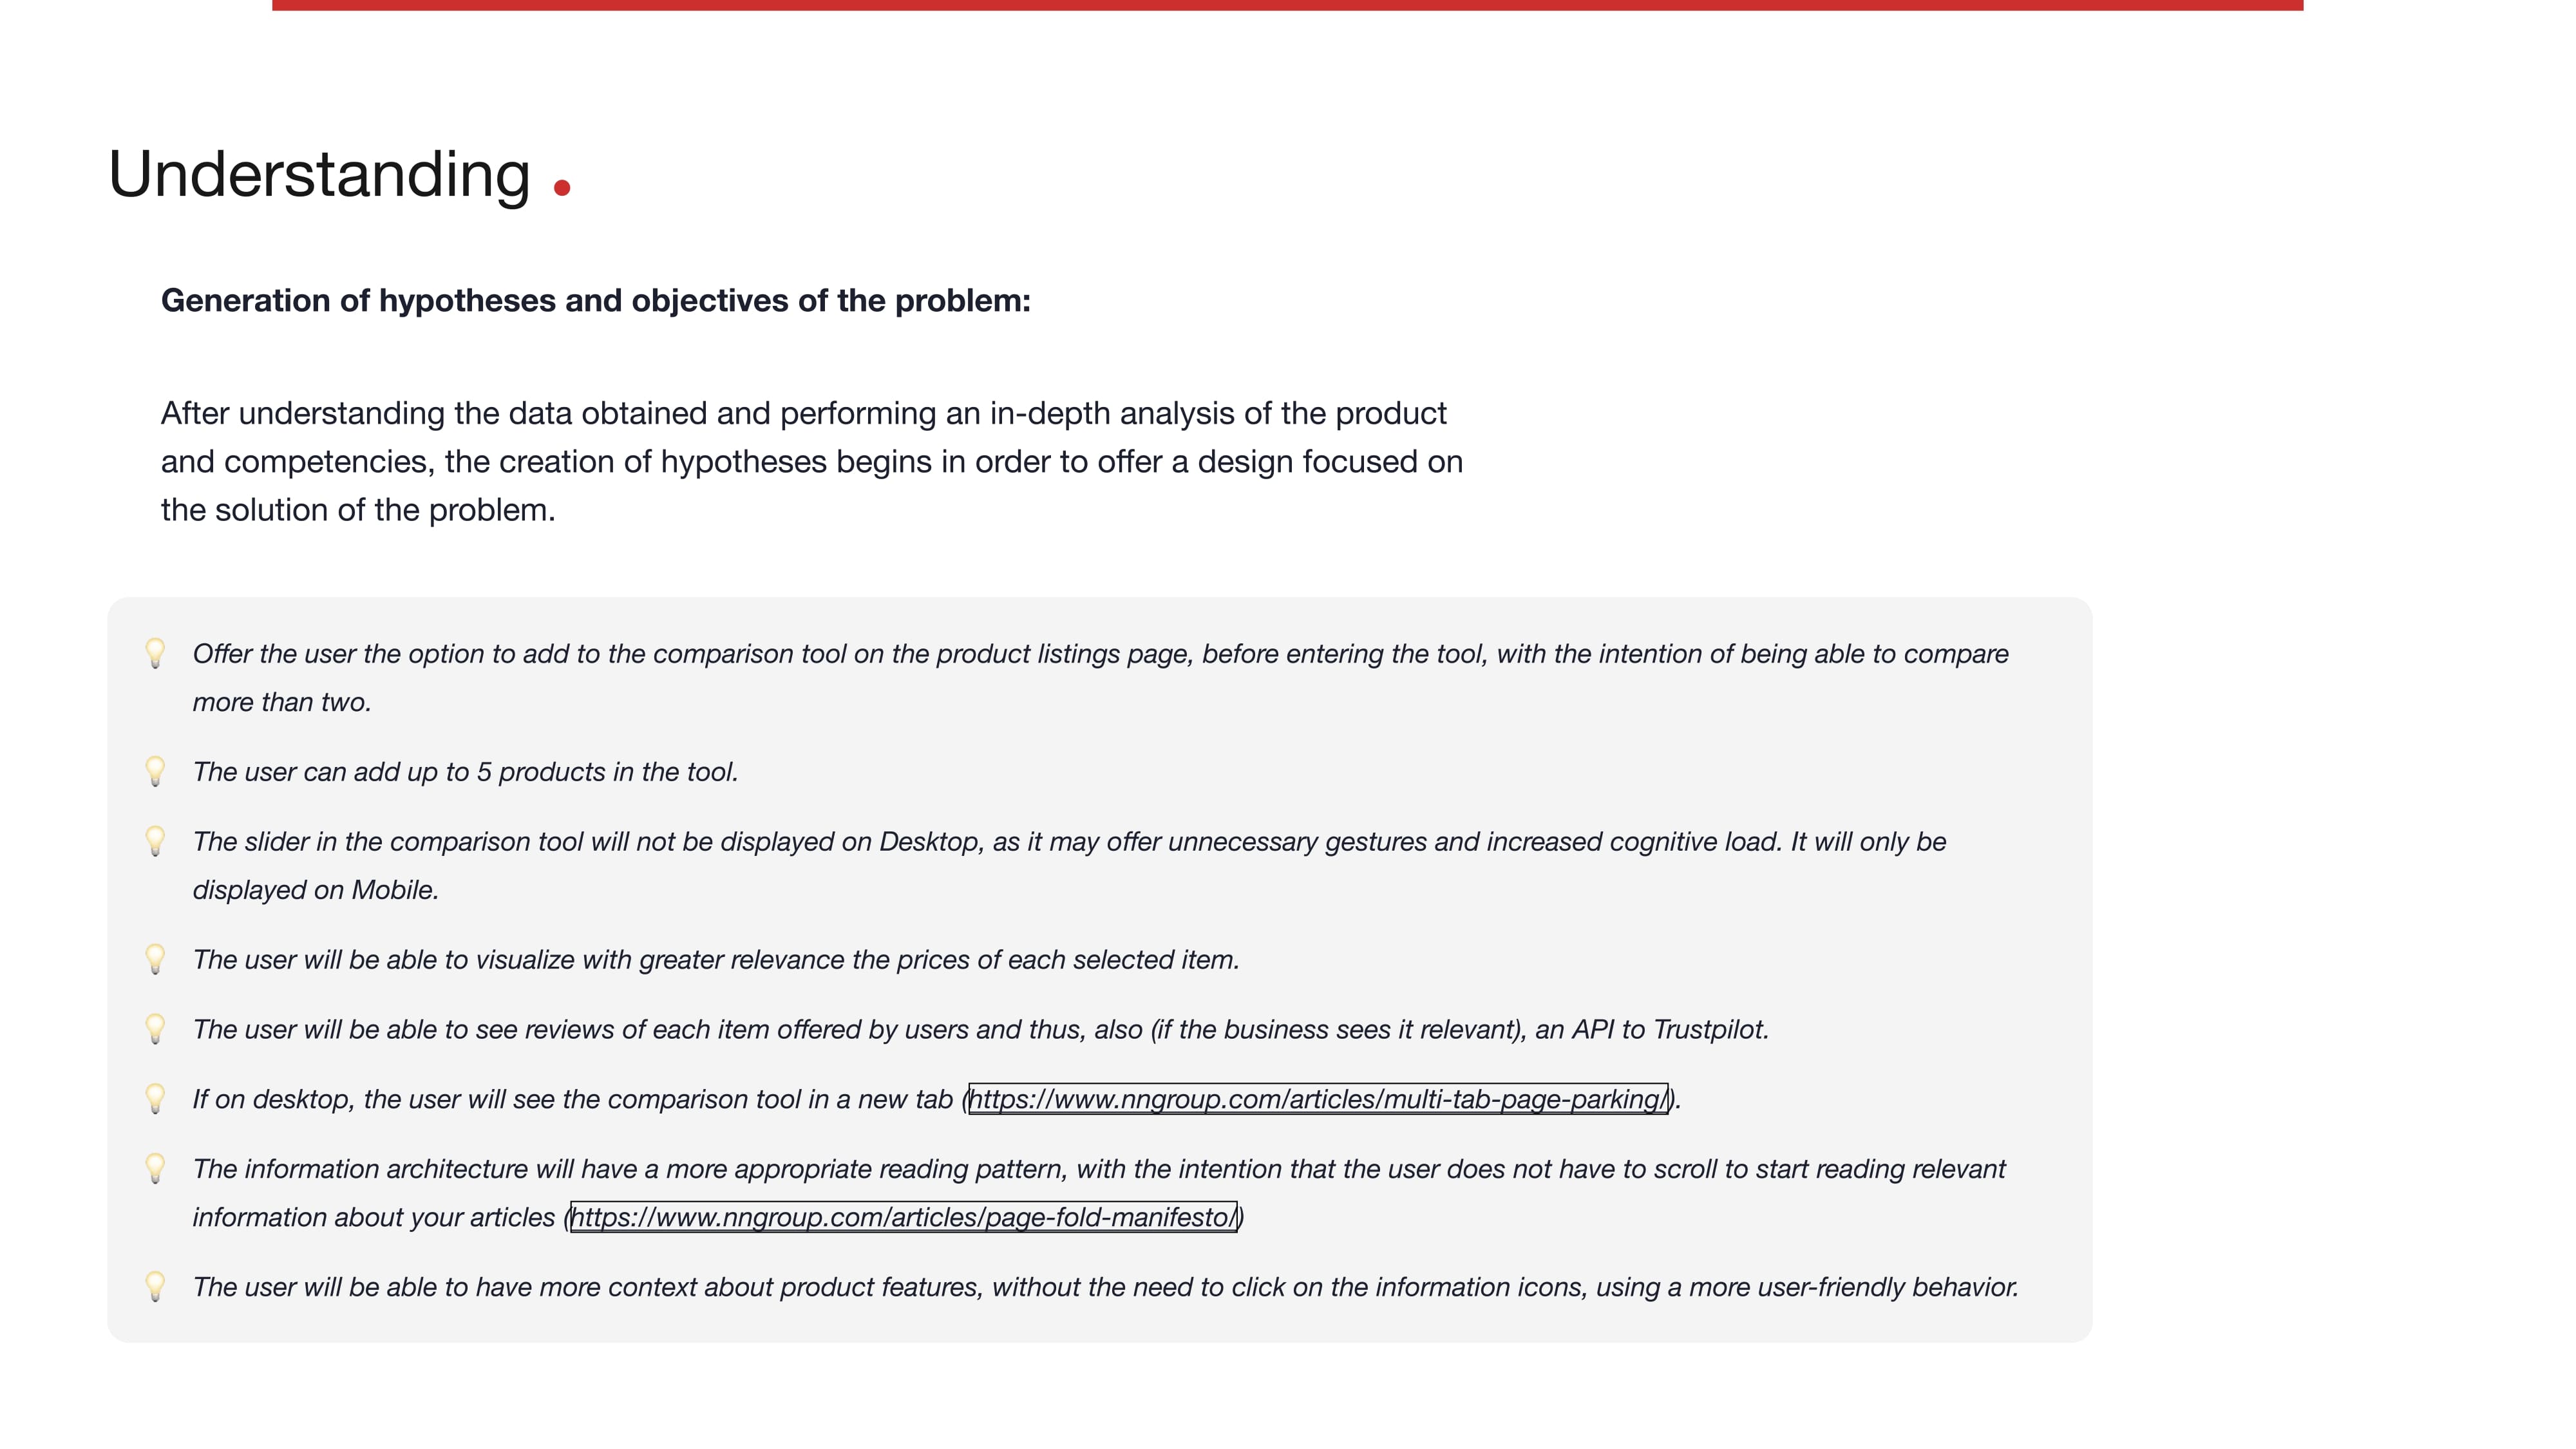 Understanding .
Generation of hypotheses and objectives of the problem:
After understanding the data obtained and performing an in-depth analysis of the product
and competencies, the creation of hypotheses begins in order to offer a design focused on
the solution of the problem.
Offer the user the option to add to the comparison tool on the product listings page, before entering the tool, with the intention of being able to compare
more than two.
The user can add up to 5 products in the tool.
The slider in the comparison tool will not be displayed on Desktop, as it may offer unnecessary gestures and increased cognitive load. It will only be
displayed on Mobile.
The user will be able to visualize with greater relevance the prices of each selected item.
The user will be able to see reviews of each item offered by users and thus, also (if the business sees it relevant), an API to Trustpilot.
If on desktop, the user will see the comparison tool in a new tab (https://www.nngroup.com/articles/multi-tab-page-parking/).
The information architecture will have a more appropriate reading pattern, with the intention that the user does not have to scroll to start reading relevant
information about your articles (https://www.nngroup.com/articles/page-fold-manifesto/)
The user will be able to have more context about product features, without the need to click on the information icons, using a more user-friendly behavior.